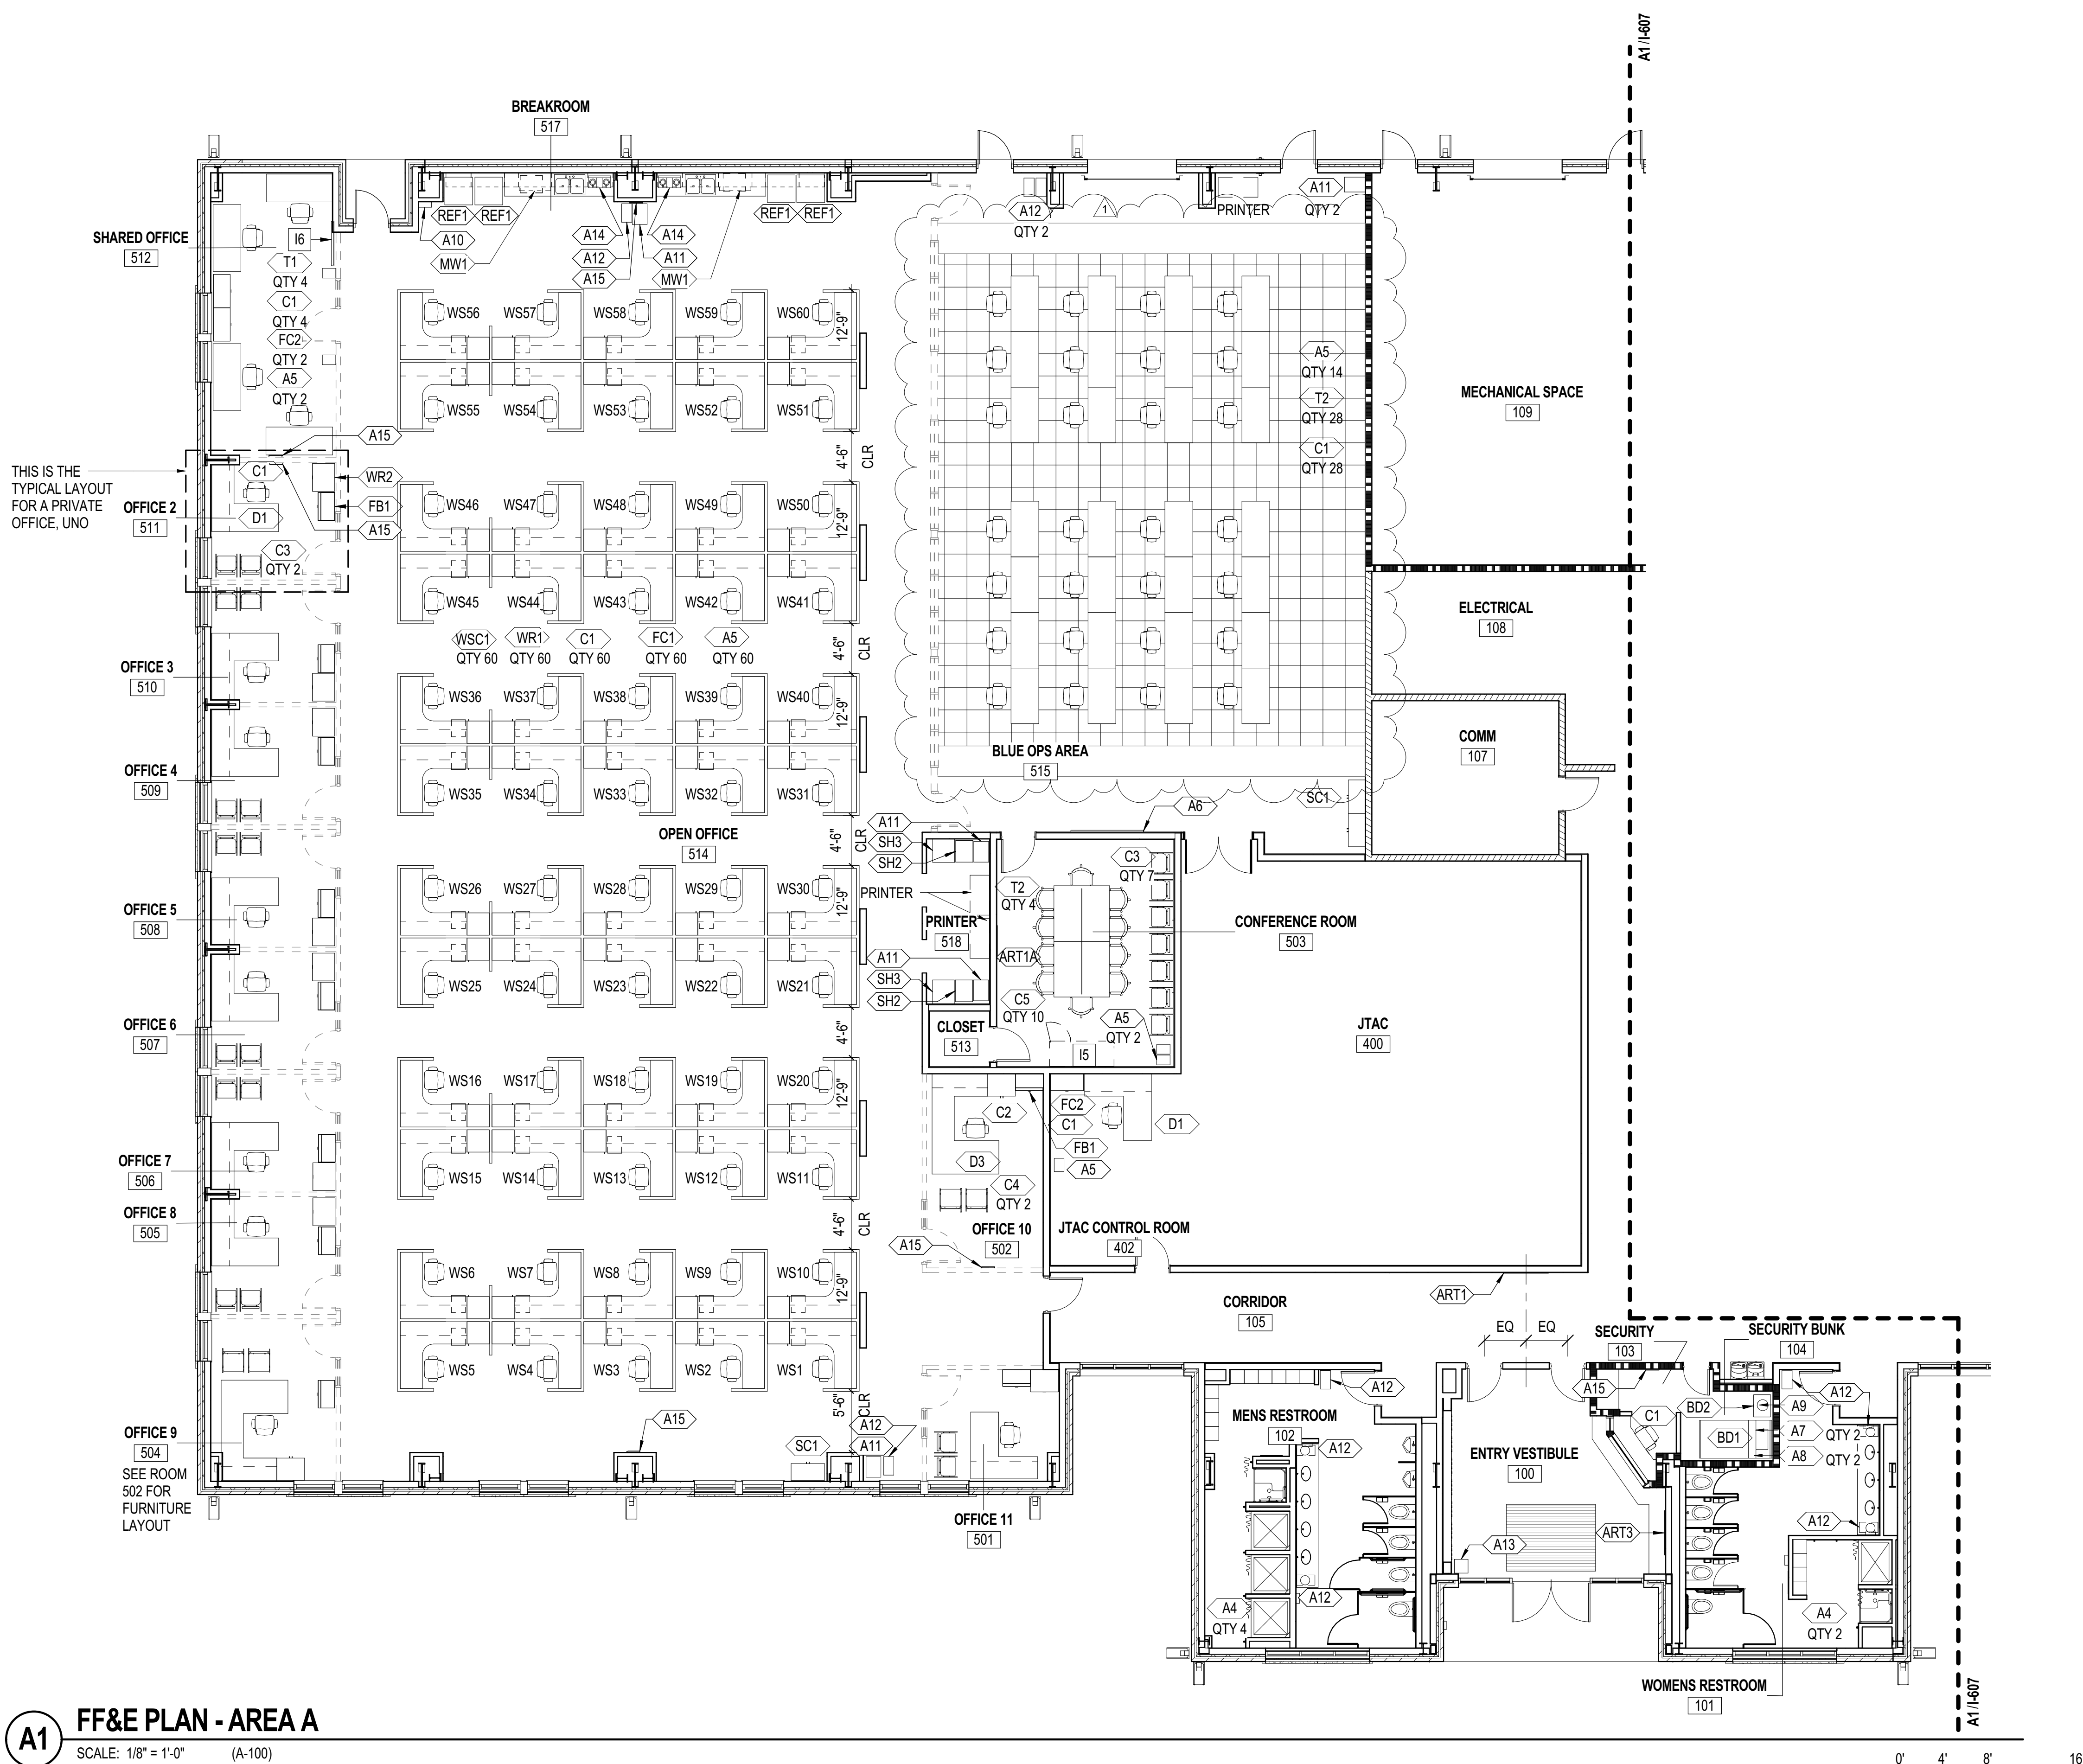 A1 / I-607
BREAKROOM
517
SHARED OFFICE
512
I6
T1
QTY 4
C1
QTY 4
FC2
QTY 2
A5
QTY 2
REF1
REF1
A10
MW1
A14
A12
A15
A14
A11
MW1
REF1
REF1
A12
QTY 2
1
PRINTER
A11
QTY 2
WS56
WS57
WS58
WS59
WS60
12'-9"
WS55
WS54
WS53
WS52
WS51
A5
QTY 14
T2
QTY 28
C1
QTY 28
MECHANICAL SPACE
109
A15
4'-6"
CLR
THIS IS THE
TYPICAL LAYOUT
FOR A PRIVATE
OFFICE, UNO
OFFICE 2
511
C1
D1
C3
QTY 2
WR2
FB1
A15
WS46
WS47
WS48
WS49
WS50
12'-9"
WS45
WS44
WS43
WS42
WS41
ELECTRICAL
108
WSC1
QTY 60
WR1
QTY 60
C1
QTY 60
FC1
QTY 60
A5
QTY 60
4'-6"
CLR
OFFICE 3
510
WS36
WS37
WS38
WS39
WS40
12'-9"
WS35
WS34
WS33
WS32
WS31
OFFICE 4
509
BLUE OPS AREA
515
COMM
107
SC1
A6
OPEN OFFICE
514
4'-6"
CLR
A11
SH3
SH2
PRINTER
PRINTER
518
A11
SH3
SH2
C3
QTY 7
T2
QTY 4
ART1A
C5
QTY 10
A5
QTY 2
I5
CONFERENCE ROOM
503
WS26
WS27
WS28
WS29
WS30
12'-9"
WS25
WS24
WS23
WS22
WS21
OFFICE 5
508
CLOSET
513
JTAC
400
OFFICE 6
507
4'-6"
WS16
WS17
WS18
WS19
WS20
12'-9"
WS15
WS14
WS13
WS12
WS11
C2
D3
C4
QTY 2
FC2
C1
FB1
A5
D1
OFFICE 7
506
OFFICE 8
505
4'-6"
CLR
A15
OFFICE 10
502
JTAC CONTROL ROOM
402
WS6
WS7
WS8
WS9
WS10
12'-9"
WS5
WS4
WS3
WS2
WS1
ART1
CORRIDOR
105
EQ
EQ
SECURITY
103
SECURITY BUNK
104
5'-6"
CLR
A15
SC1
A12
A11
OFFICE 9
504
SEE ROOM
502 FOR
FURNITURE
LAYOUT
OFFICE 11
501
A12
MENS RESTROOM
102
A12
A12
A4
QTY 4
ENTRY VESTIBULE
100
A13
ART3
A15
C1
BD2
BD1
A9
A7
QTY 2
A8
QTY 2
A12
A12
A4
QTY 2
WOMENS RESTROOM
101
A1 / I-607
A1
FF&E PLAN - AREA A
SCALE: 1/8" = 1'-0"
(A-100)
0'
4'
8'
16